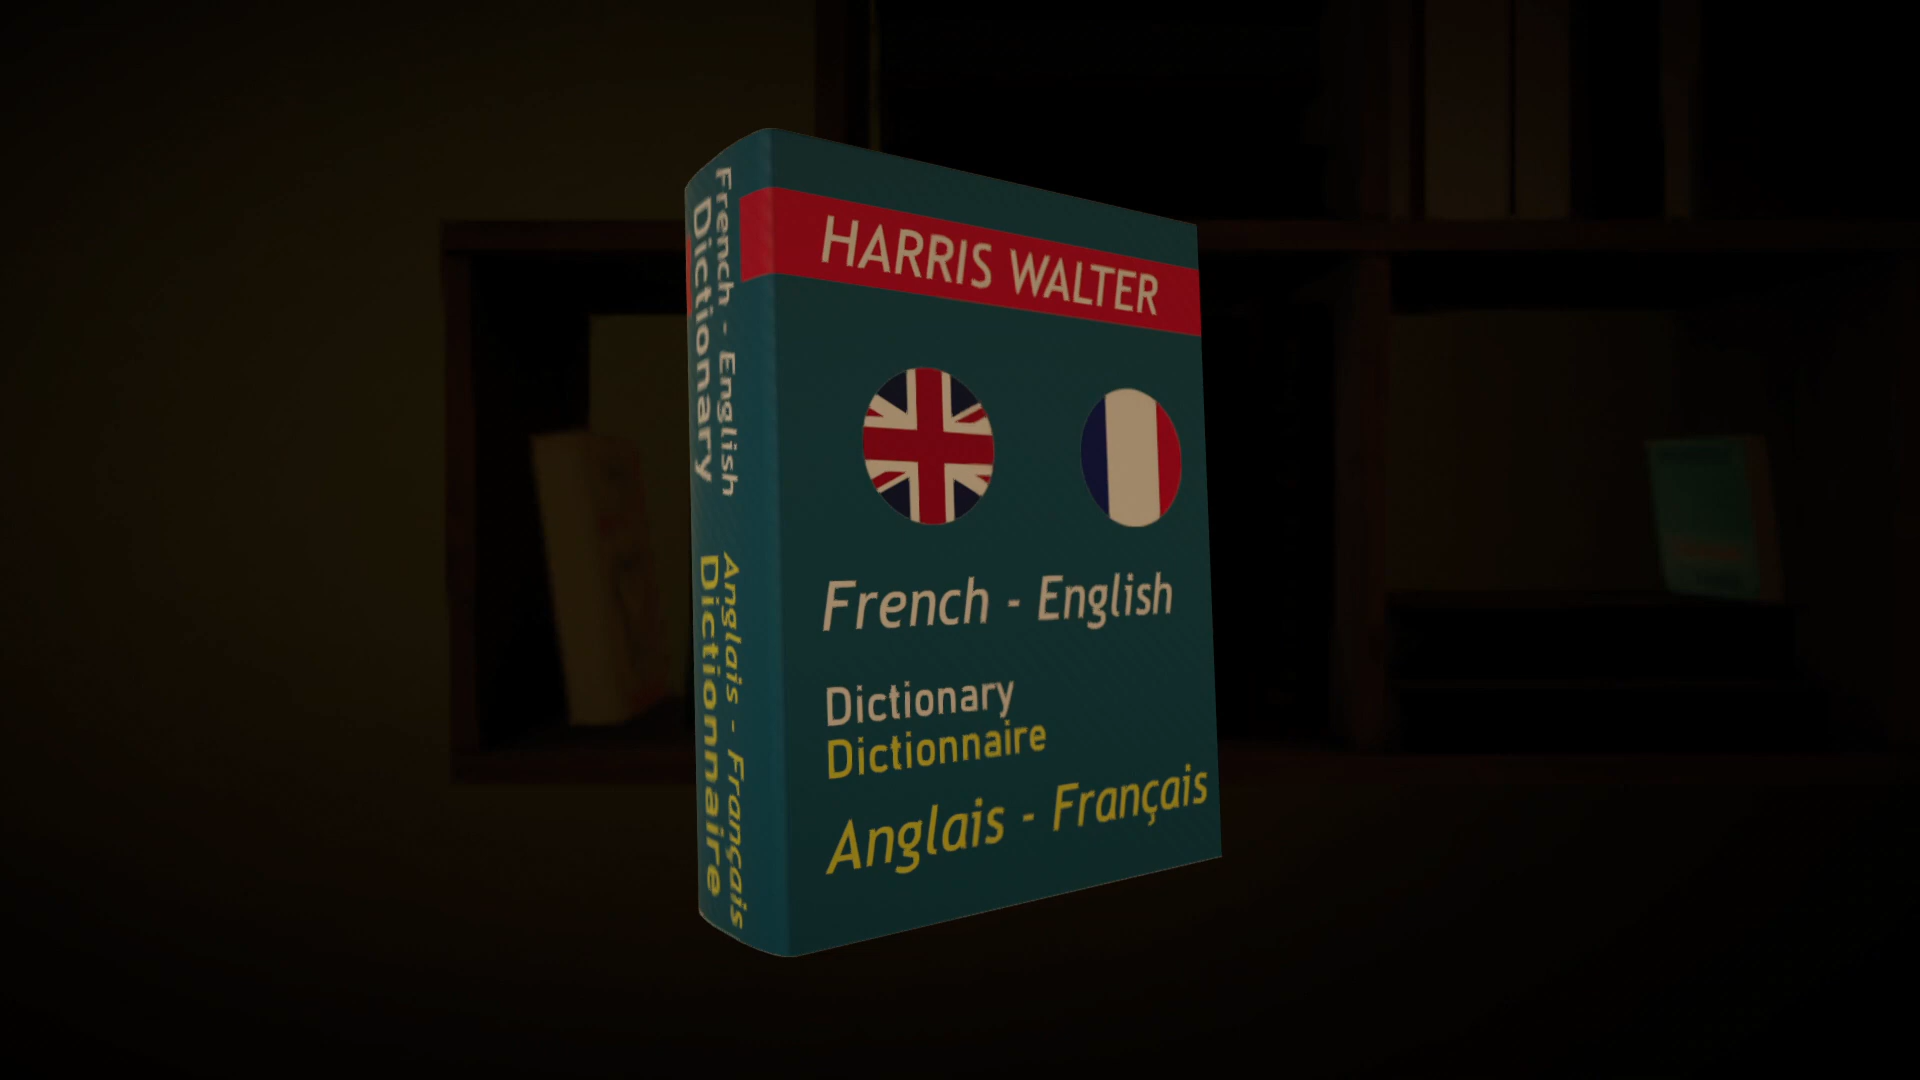 French - English
Dictionary
Anglais - Français
Dictionnaire
HARRIS WALTER
French - English
Dictionary
Dictionnaire
Anglais - Français